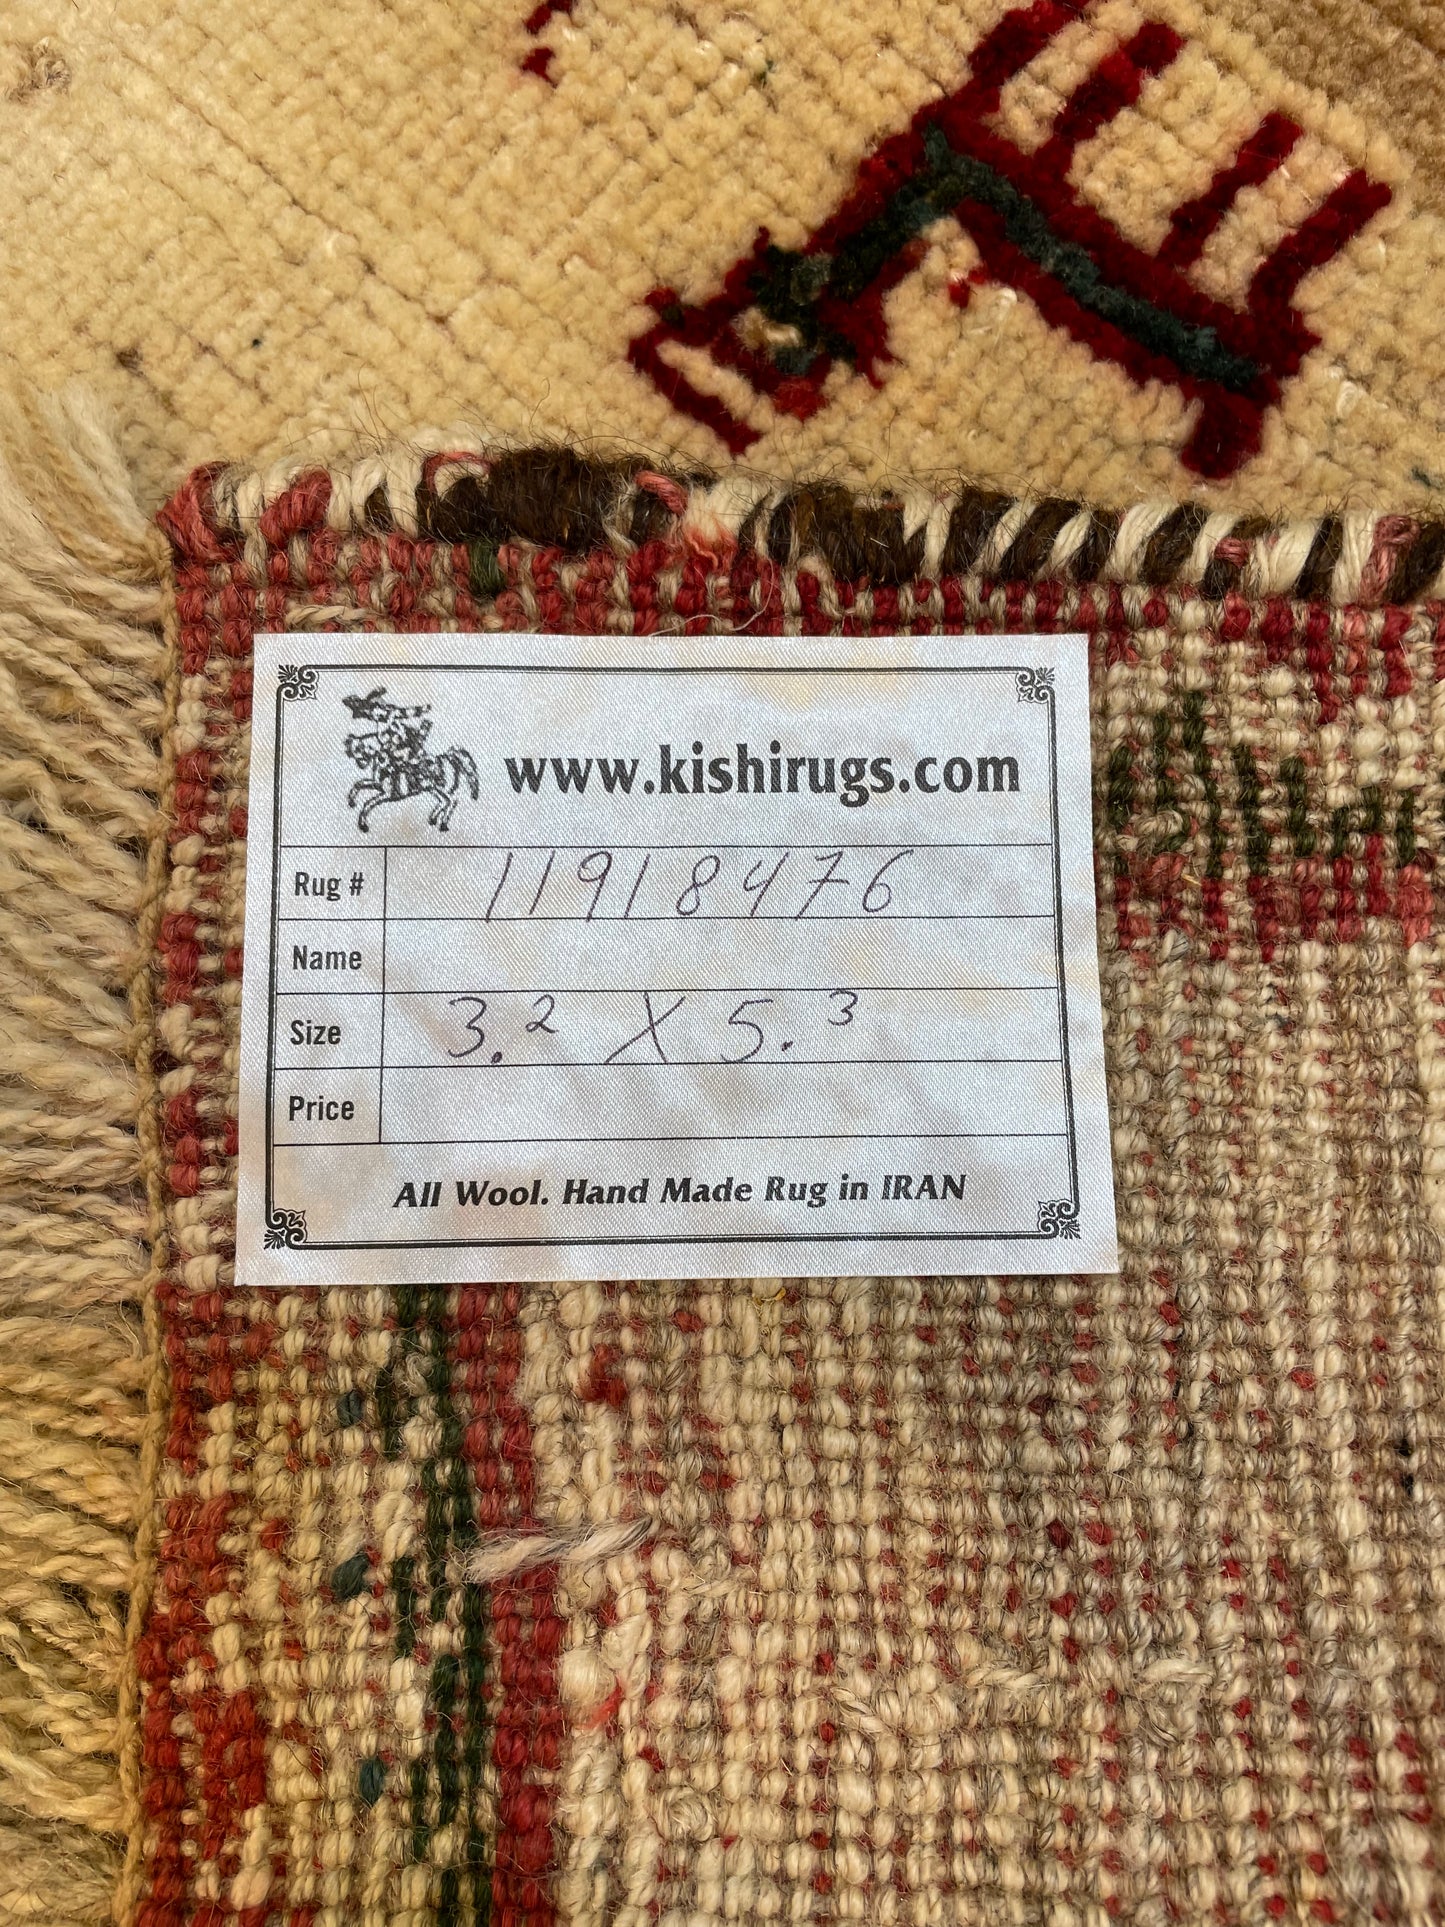 www.kishirugs.com
Rug # 11918476
Name
Size 3.2 X 5.3
Price
All Wool. Hand Made Rug in IRAN